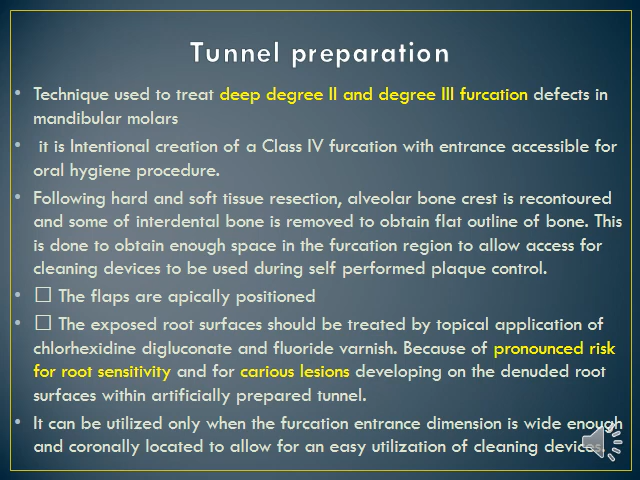 Tunnel preparation
• Technique used to treat deep degree II and degree III furcation defects in
mandibular molars
• it is Intentional creation of a Class IV furcation with entrance accessible for
oral hygiene procedure.
• Following hard and soft tissue resection, alveolar bone crest is recontoured
and some of interdental bone is removed to obtain flat outline of bone. This
is done to obtain enough space in the furcation region to allow access for
cleaning devices to be used during self performed plaque control.
• □ The flaps are apically positioned
• □ The exposed root surfaces should be treated by topical application of
chlorhexidine digluconate and fluoride varnish. Because of pronounced risk
for root sensitivity and for carious lesions developing on the denuded root
surfaces within artificially prepared tunnel.
• It can be utilized only when the furcation entrance dimension is wide enough
and coronally located to allow for an easy utilization of cleaning devices.